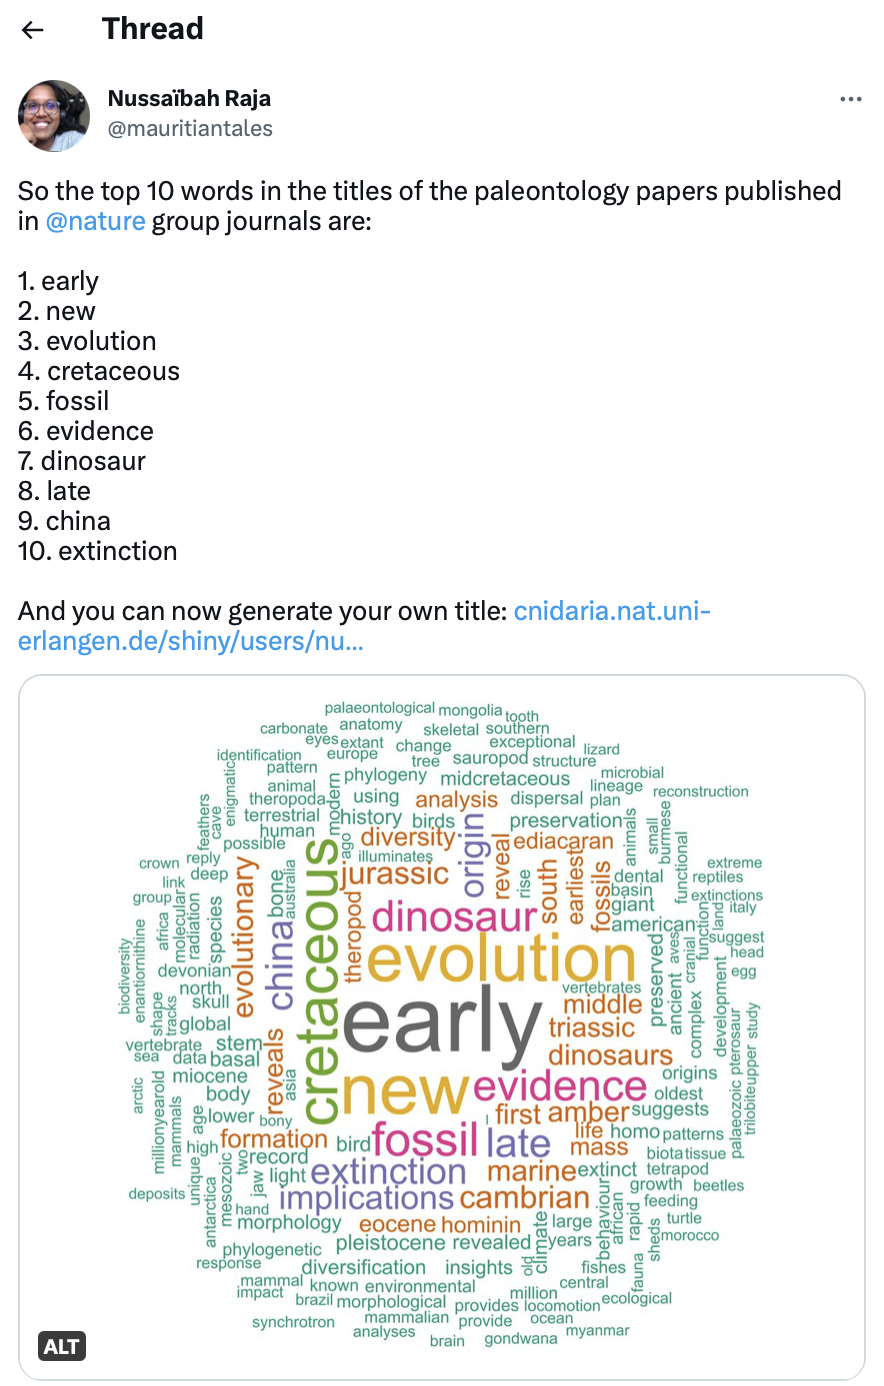 Thread
Nussaïbah Raja
@mauritiantales
So the top 10 words in the titles of the paleontology papers published
in @nature group journals are:
1. early
2. new
3. evolution
4. cretaceous
5. fossil
6. evidence
7. dinosaur
8. late
9. china
10. extinction
And you can now generate your own title: cnidaria.nat.uni-
erlangen.de/shiny/users/nu...
palaeontological mongolia tooth
carbonate anatomy skeletal southern
eyes extant change exceptional
identification europe tree sauropod structure lizard
enigmatic pattern phylogeny midcretaceous microbial
animal modern lineage reconstruction
feathers cave theropoda using analysis dispersal plan
terrestrial history birds origin preservation animals small burmese
human ago diversity reveal ediacaran functional
possible illuminates
crown reply evolutionary bone australia cretaceous jurassic rise south earliest fossils dental extreme
link deep basin reptiles
group molecular radiation species theropod dinosaur giant extinctions
africa china american function land italy
biodiversity enantiornithine evolution preserved aves cranial suggest
devonian ancient head
north vertebrates complex development egg
shape tracks skull early middle
global triassic pterosaur study
vertebrate stem reveals
sea data basal asia dinosaurs
arctic miocene new evidence origins palaeozoic trilobite upper
millionyearold mammals body oldest
age lower bony l first amber suggests
high formation bird fossil late life homo patterns
unique two record mass biota tissue
antarctica mesozoic jaw light extinction marine extinct tetrapod
deposits implications cambrian behaviour african growth beetles
hand rapid feeding
morphology eocene hominin climate large sheds turtle
phylogenetic pleistocene revealed years morocco
response diversification insights old fishes fauna
mammal known environmental central
impact brazil morphological provides million locomotion ecological
synchrotron mammalian provide ocean
analyses brain gondwana myanmar
ALT